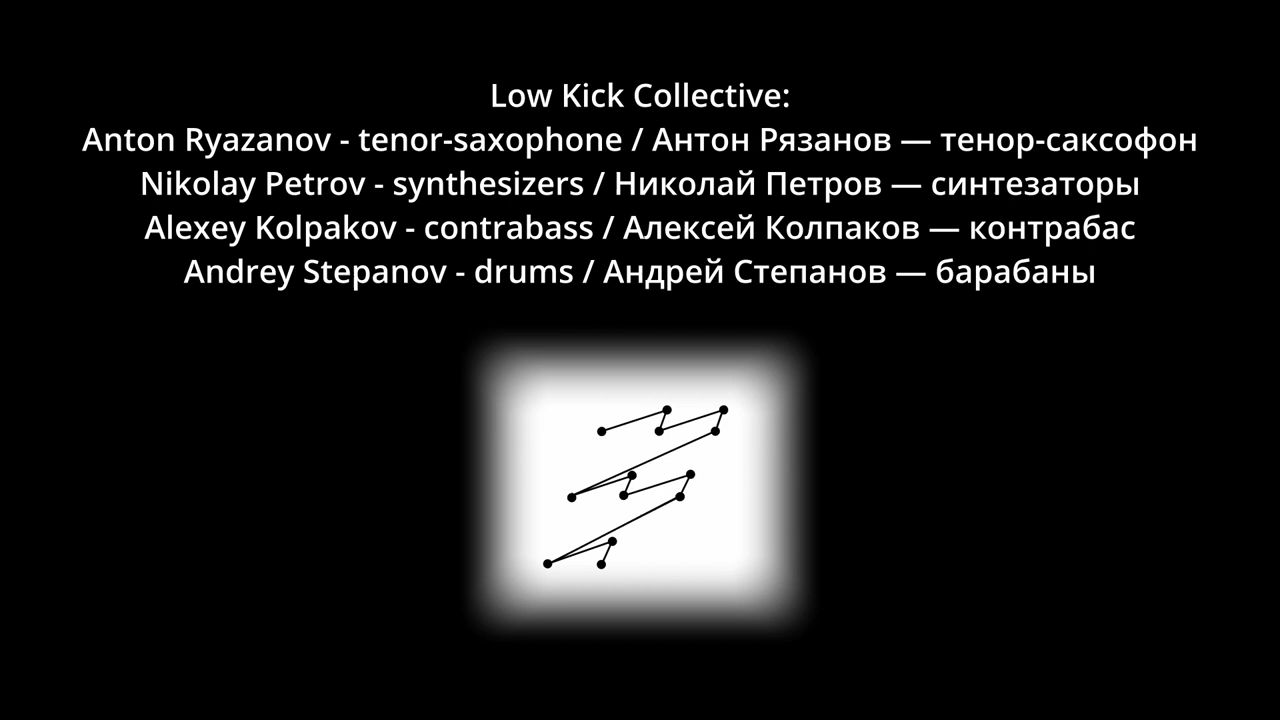 Low Kick Collective:
Anton Ryazanov - tenor-saxophone / Антон Рязанов — тенор-саксофон
Nikolay Petrov - synthesizers / Николай Петров — синтезаторы
Alexey Kolpakov - contrabass / Алексей Колпаков — контрабас
Andrey Stepanov - drums / Андрей Степанов — барабаны